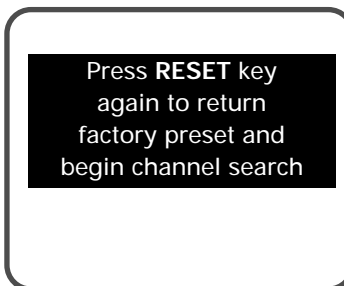 Press RESET key
again to return
factory preset and
begin channel search